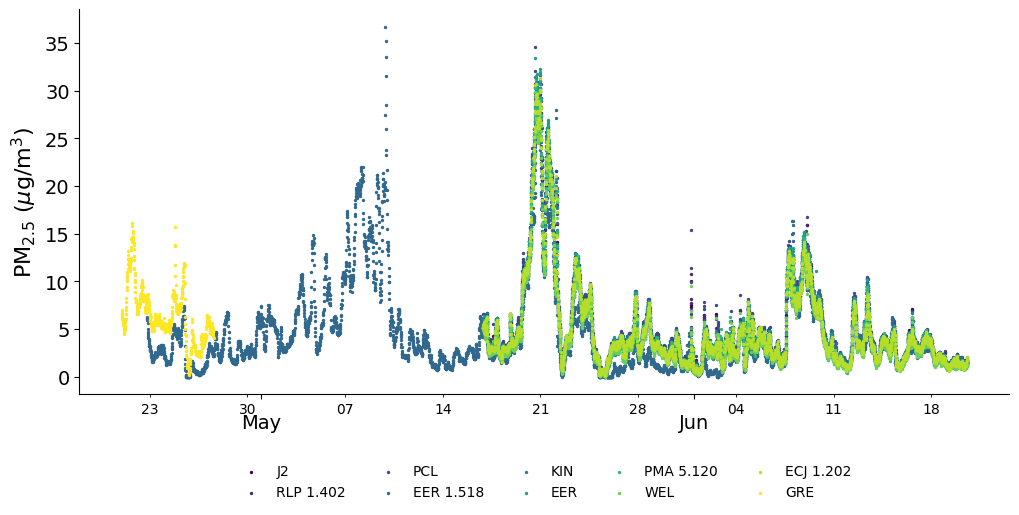 35
30
25
20
15
10
5
0
PM2.5 (μg/m3)
23 30 07 14 21 28 04 11 18
May Jun
J2 PCL KIN PMA 5.120 ECJ 1.202
RLP 1.402 EER 1.518 EER WEL GRE